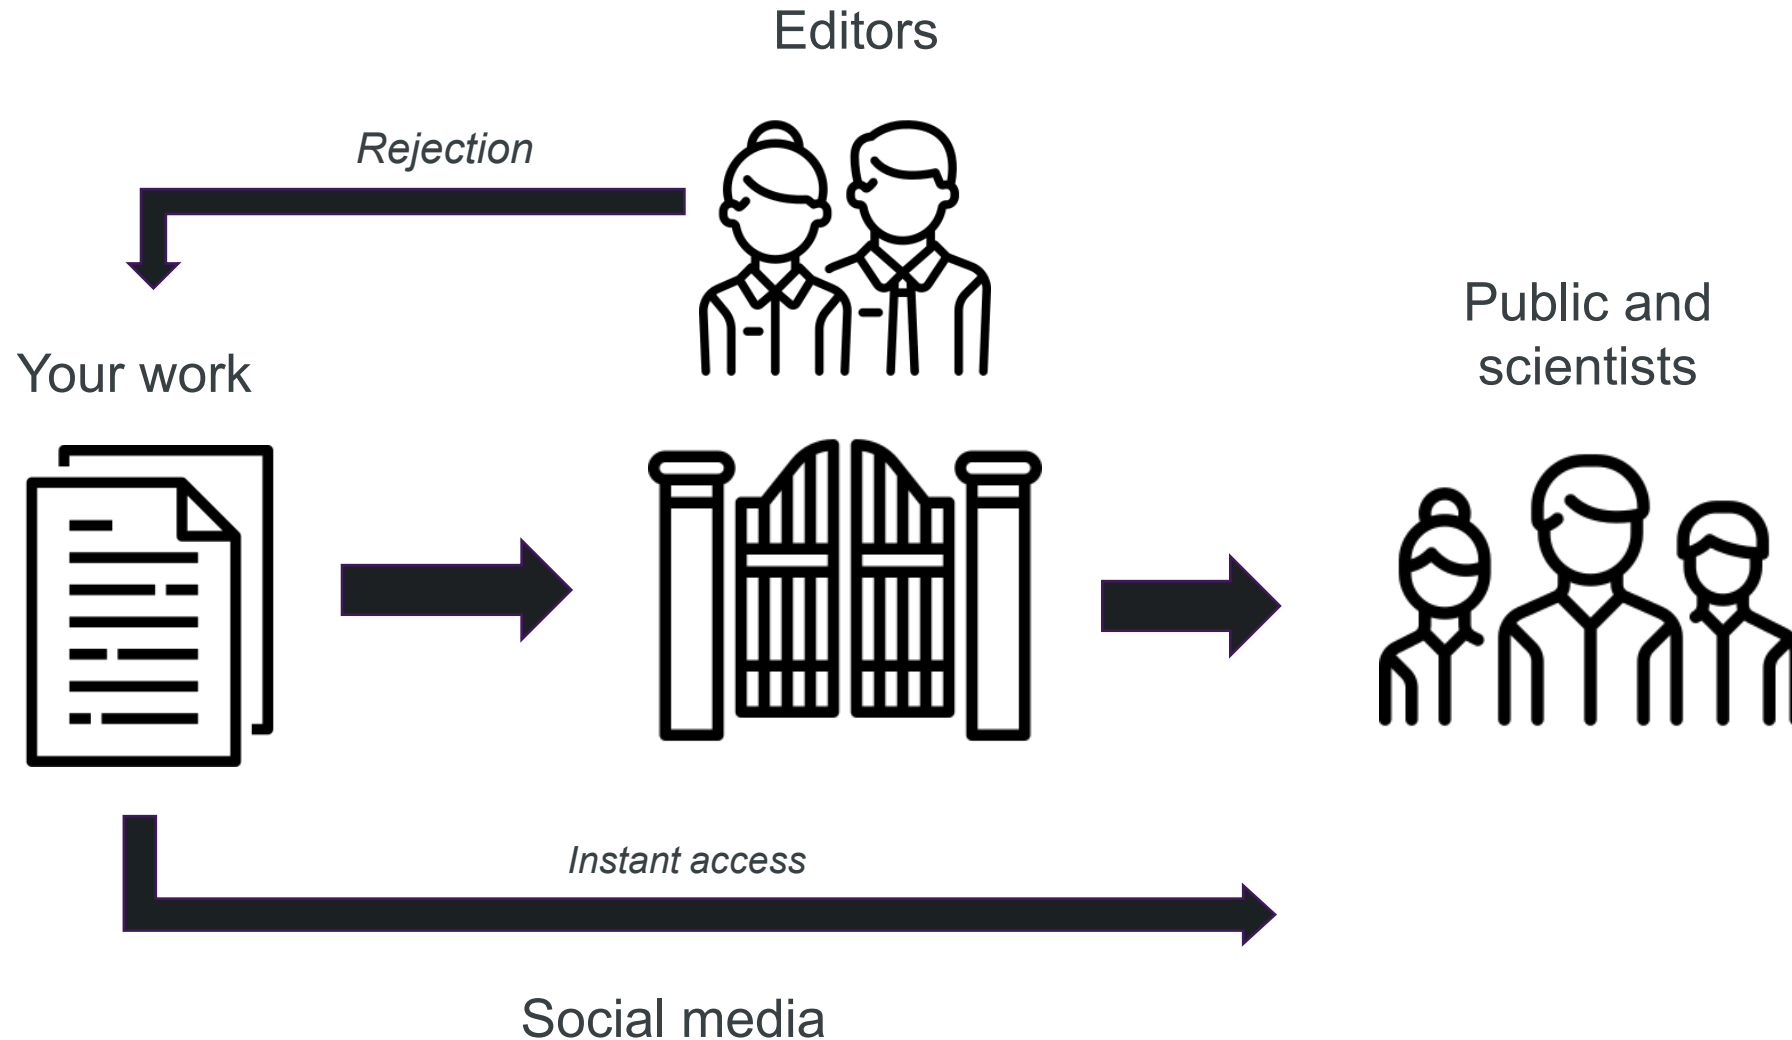 Editors
Rejection
Public and
scientists
Your work
Instant access
Social media